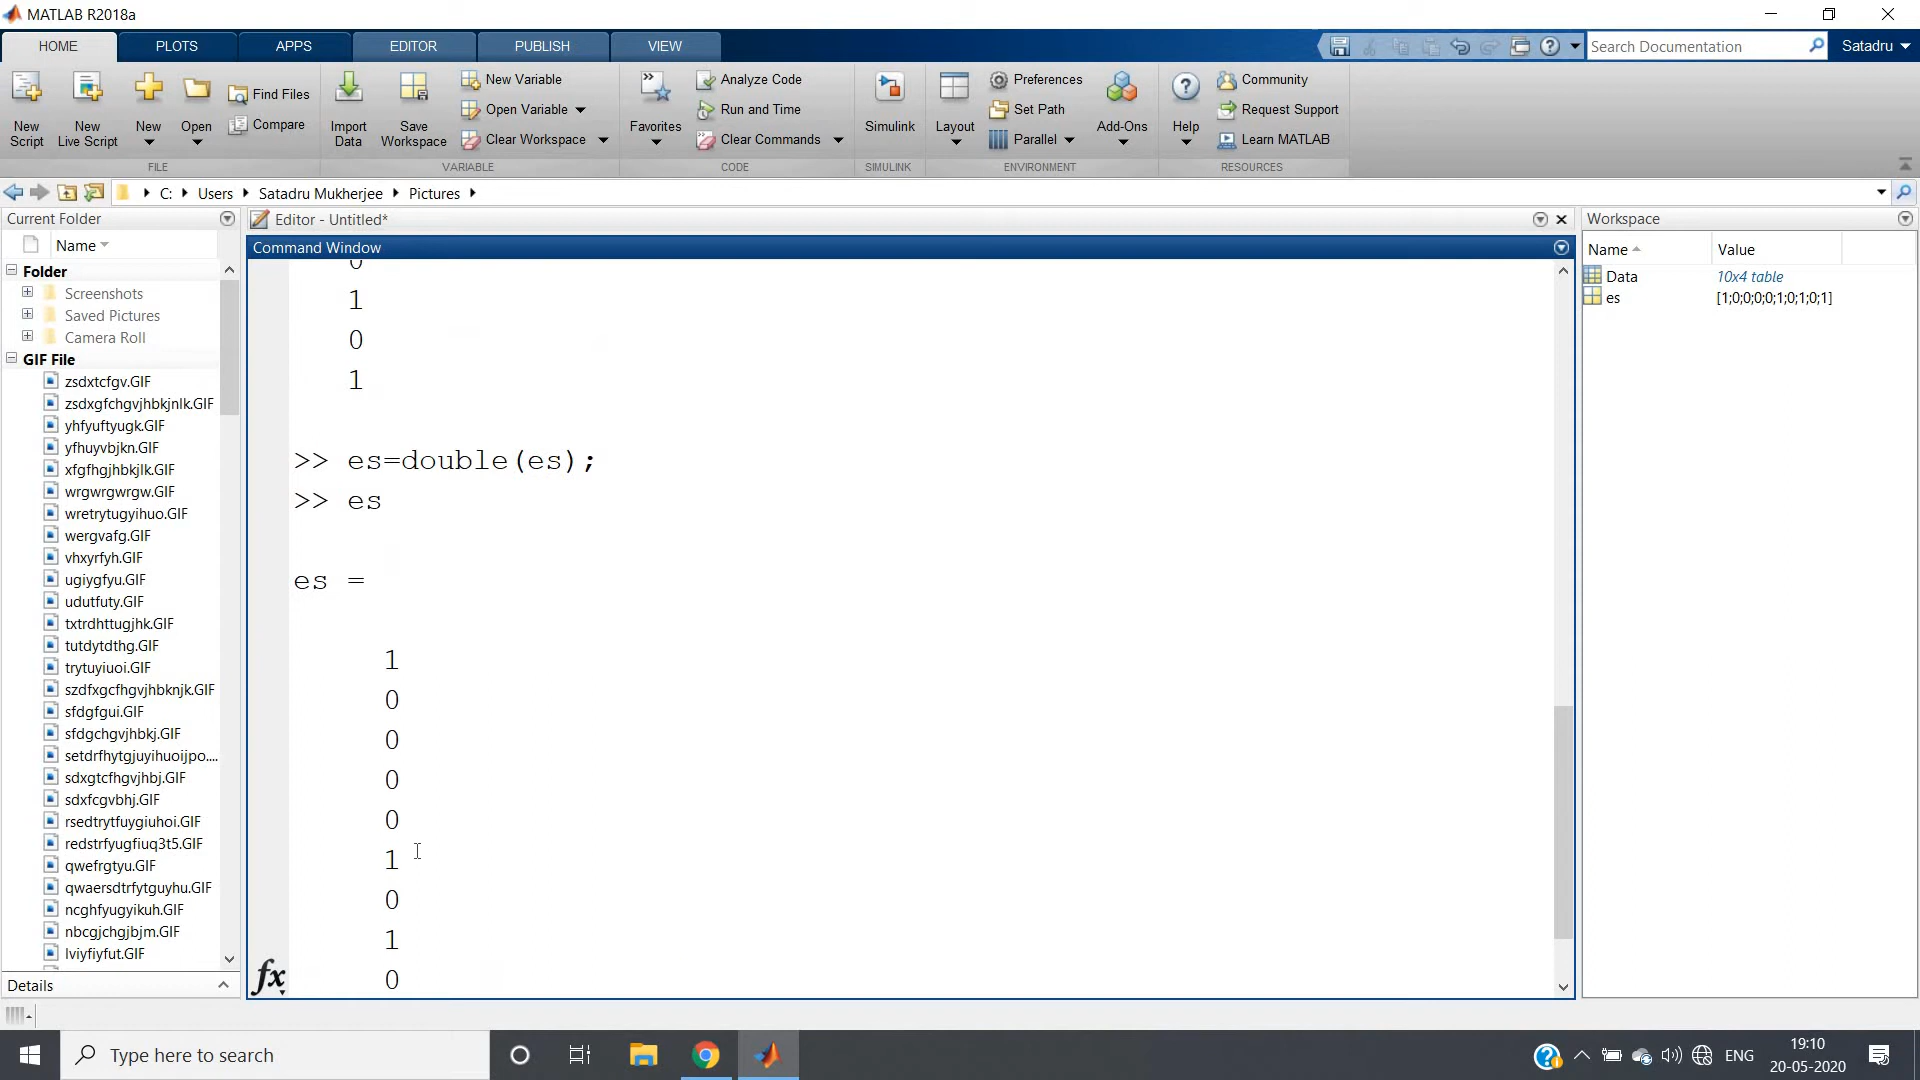 MATLAB R2018a
HOME PLOTS APPS EDITOR PUBLISH VIEW
Search Documentation
Satadru
New Script
New Live Script
New
Open
Find Files
Compare
FILE
Import Data
Save Workspace
New Variable
Open Variable
Clear Workspace
VARIABLE
Favorites
Analyze Code
Run and Time
Clear Commands
CODE
Simulink
SIMULINK
Layout
Preferences
Set Path
Parallel
Add-Ons
ENVIRONMENT
Help
Community
Request Support
Learn MATLAB
RESOURCES
C: Users Satadru Mukherjee Pictures
Current Folder
Name
Folder
Screenshots
Saved Pictures
Camera Roll
GIF File
zsdxtcfgv.GIF
zsdxgfchgvjhbkjnlk.GIF
yhfyuftyugk.GIF
yfhuyvbjkn.GIF
xfgfhgjhbkjlk.GIF
wrgwrgwrgw.GIF
wretrytugyihuo.GIF
wergvafg.GIF
vhxyrfyh.GIF
ugiygfyu.GIF
udutfuty.GIF
txtrdhttugjhk.GIF
tutdytdthg.GIF
trytuyiuoi.GIF
szdfxgcfhgvjhbknjk.GIF
sfdgfgui.GIF
sfdgchgvjhbkj.GIF
setdrfhytgjuyihuoijpo....
sdxgtcfhgvjhbj.GIF
sdxfcgvbhj.GIF
rsedtrytfuygiuhoi.GIF
redstrfyugfiuq3t5.GIF
qwefrgtyu.GIF
qwaersdtrfytguyhu.GIF
ncghfyugyikuh.GIF
nbcgjchgjbjm.GIF
lviyfiyfut.GIF
Details
Editor - Untitled*
Command Window
0
1
0
1
>> es=double(es);
>> es
es =
1
0
0
0
0
1
0
1
0
fx
Workspace
Name Value
Data 10x4 table
es [1;0;0;0;0;1;0;1;0;1]
Type here to search
ENG
19:10
20-05-2020